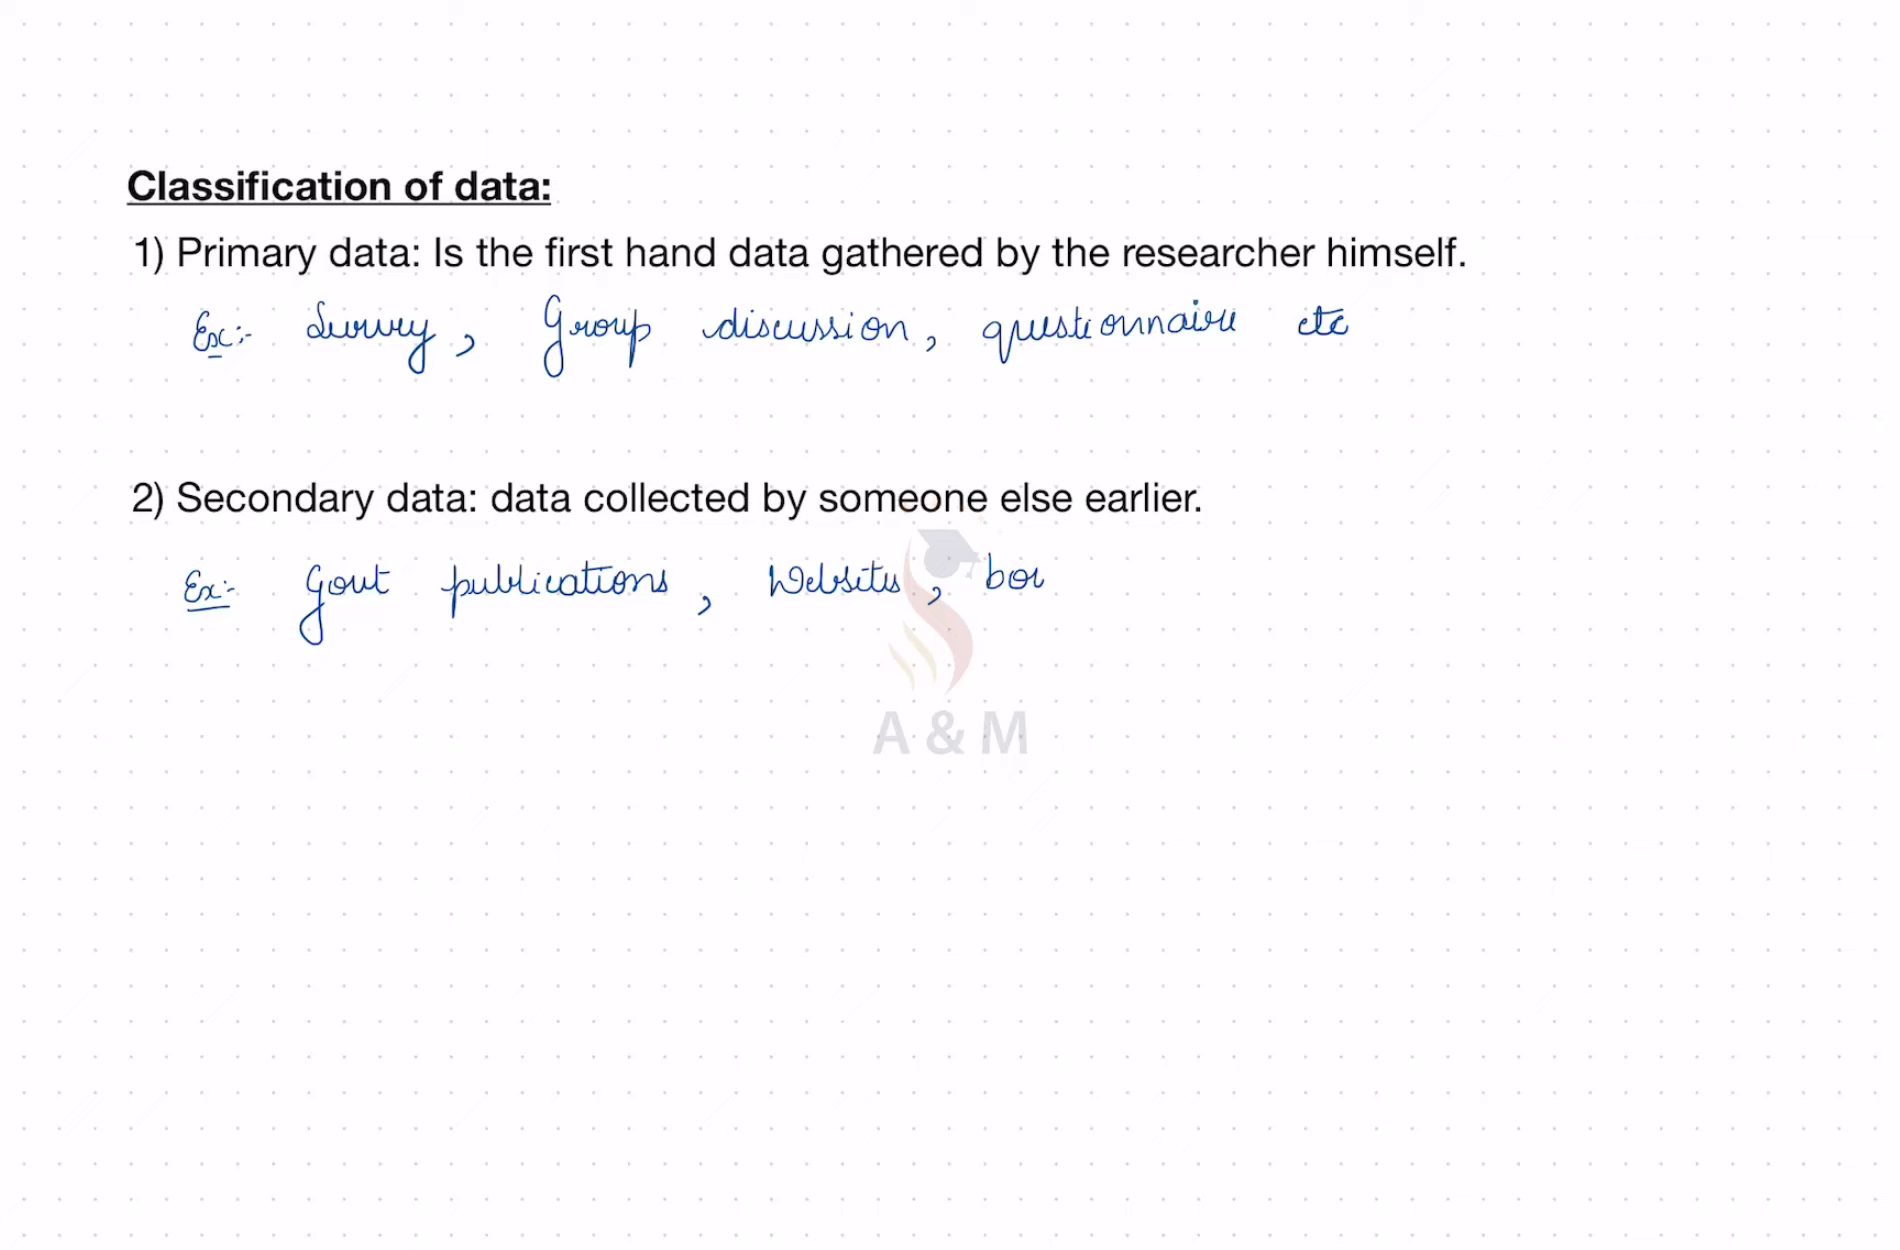 Classification of data:
1) Primary data: Is the first hand data gathered by the researcher himself.
Ex:- Survey, Group discussion, questionnaire etc
2) Secondary data: data collected by someone else earlier.
Ex:- Govt publications, Websites,
A & M